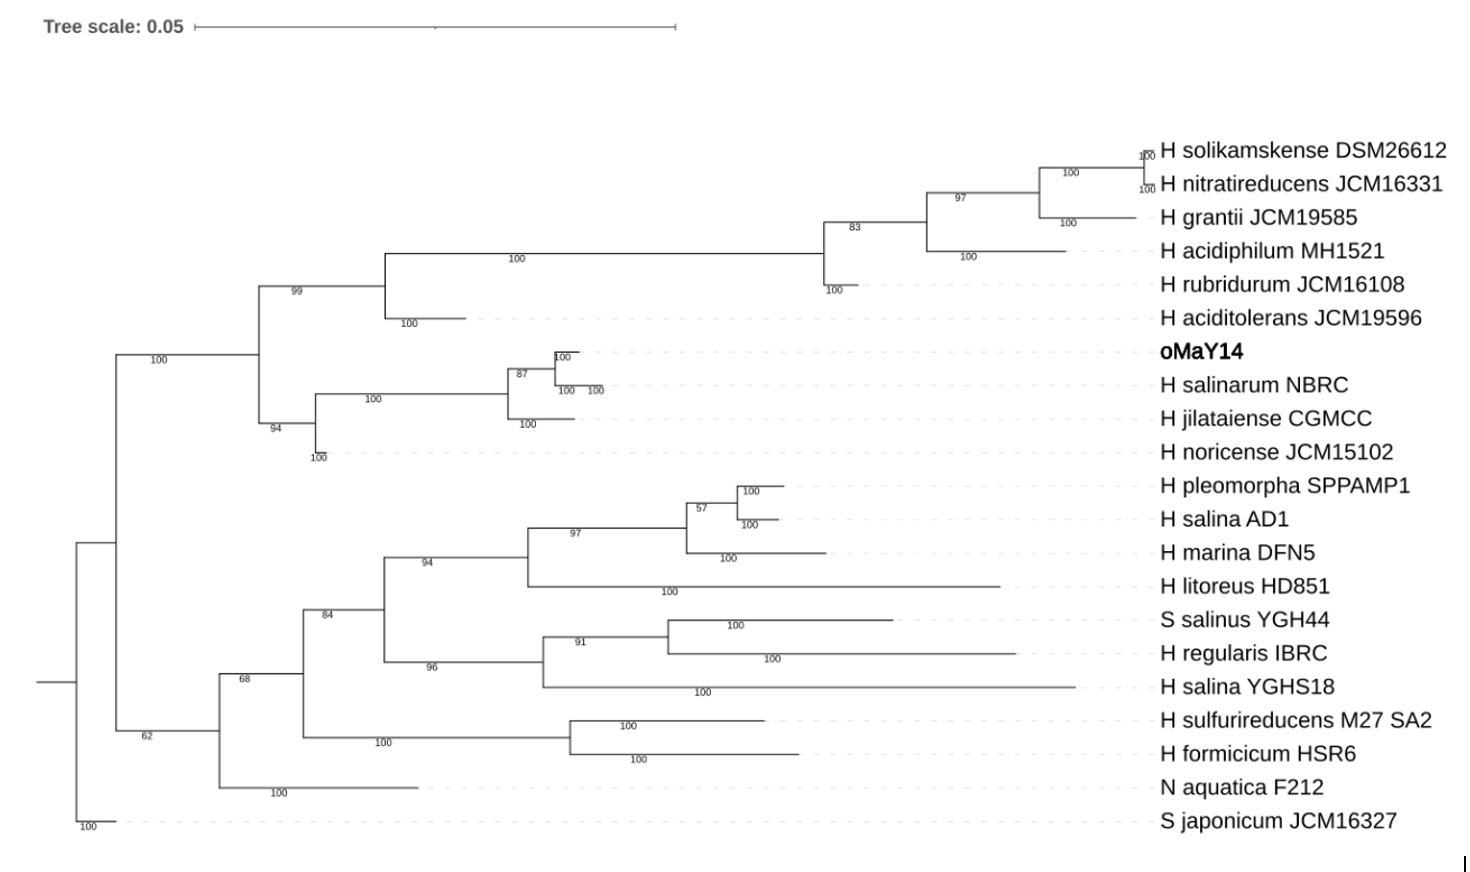 Tree scale: 0.05
100 H solikamskense DSM26612
100
100 H nitratireducens JCM16331
97
100 H grantii JCM19585
83
100 H acidiphilum MH1521
100
100 H rubridurum JCM16108
99
100 H aciditolerans JCM19596
100
100 oMaY14
87
100 100 H salinarum NBRC
100
100 H jilataiense CGMCC
94
100 H noricense JCM15102
100 H pleomorpha SPPAMP1
57
100 H salina AD1
97
100 H marina DFN5
94
100 H litoreus HD851
84
100 S salinus YGH44
91
100 H regularis IBRC
96
68
100 H salina YGHS18
100 H sulfurireducens M27 SA2
62
100
100 H formicicum HSR6
100 N aquatica F212
100 S japonicum JCM16327